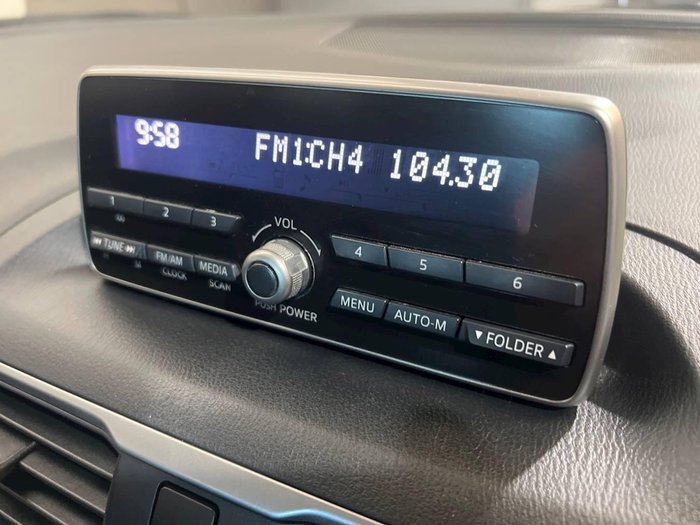 9:58 FM1:CH4 104.30
1 2 3
VOL
4 5 6
⏮ TUNE ⏭ FM/AM MEDIA
CLOCK SCAN
PUSH POWER
MENU AUTO-M ▼ FOLDER ▲